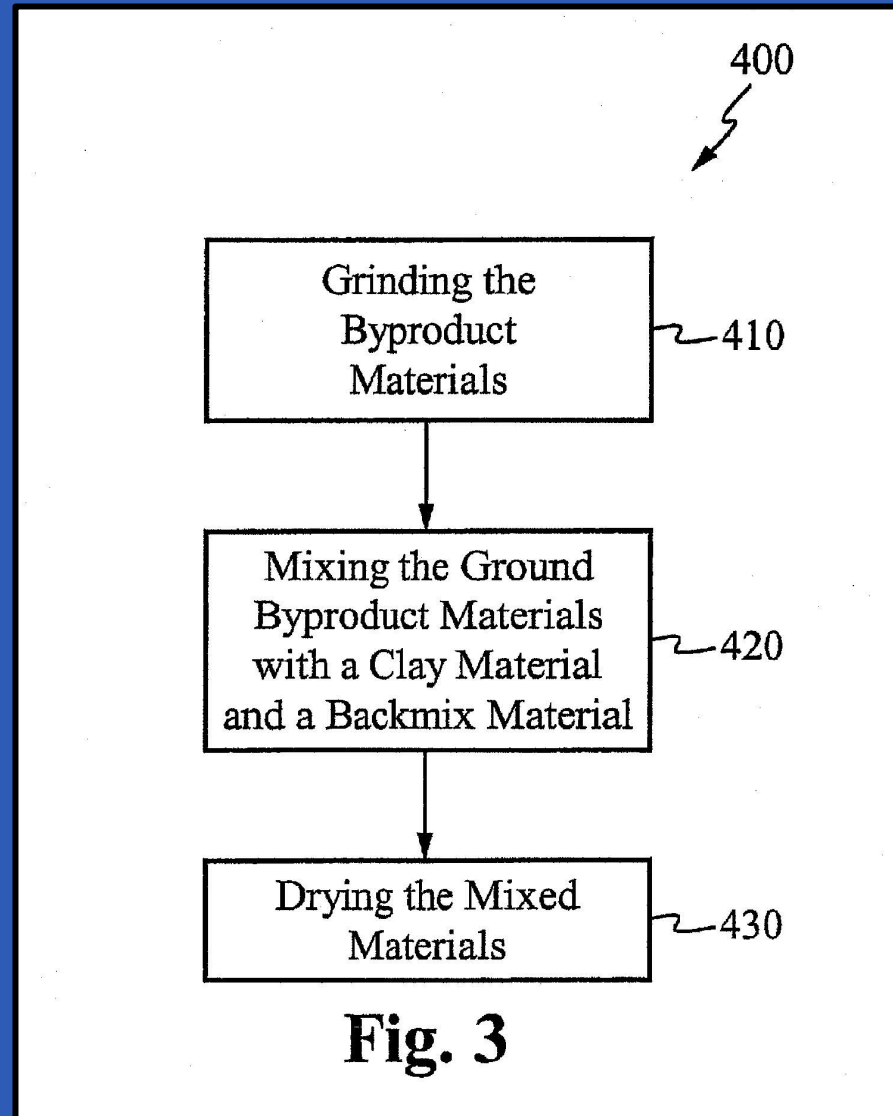 400
Grinding the
Byproduct
Materials
410
Mixing the Ground
Byproduct Materials
with a Clay Material
and a Backmix Material
420
Drying the Mixed
Materials
430
Fig. 3